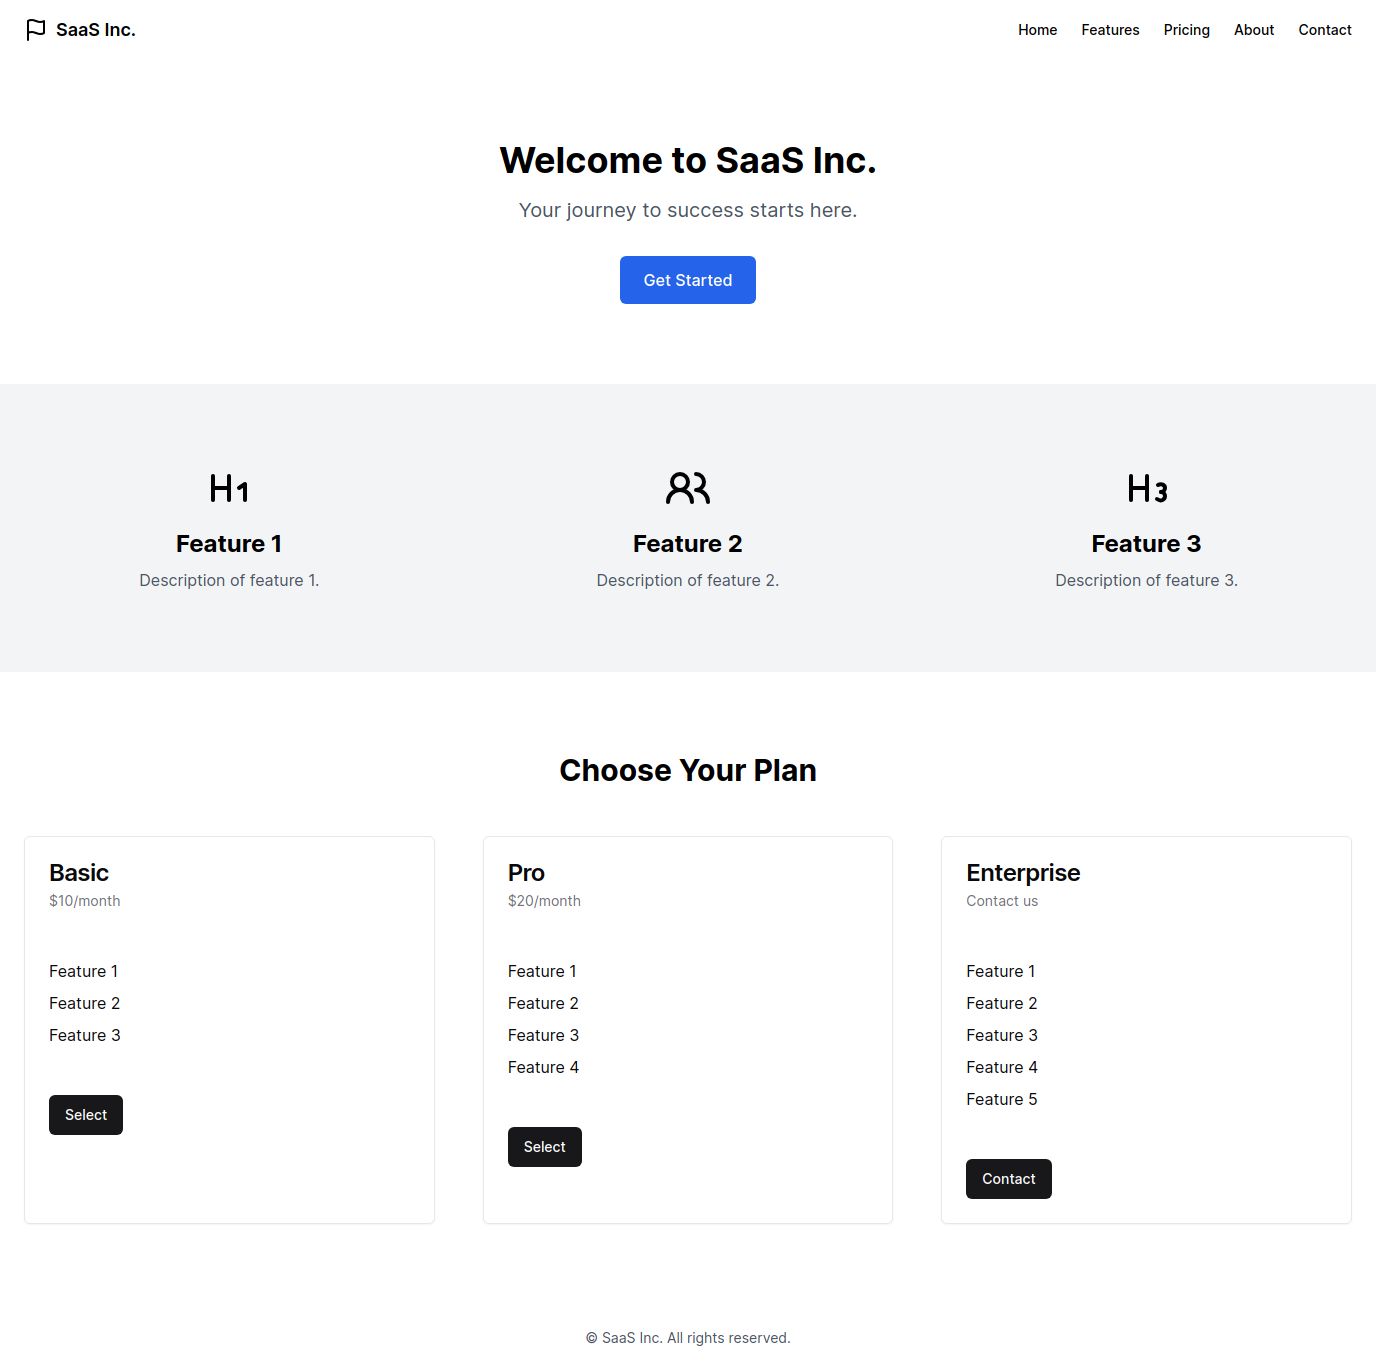 SaaS Inc.
Home Features Pricing About Contact
Welcome to SaaS Inc.
Your journey to success starts here.
Get Started
H1
H3
Feature 1
Feature 2
Feature 3
Description of feature 1.
Description of feature 2.
Description of feature 3.
Choose Your Plan
Basic
$10/month
Feature 1
Feature 2
Feature 3
Select
Pro
$20/month
Feature 1
Feature 2
Feature 3
Feature 4
Select
Enterprise
Contact us
Feature 1
Feature 2
Feature 3
Feature 4
Feature 5
Contact
© SaaS Inc. All rights reserved.